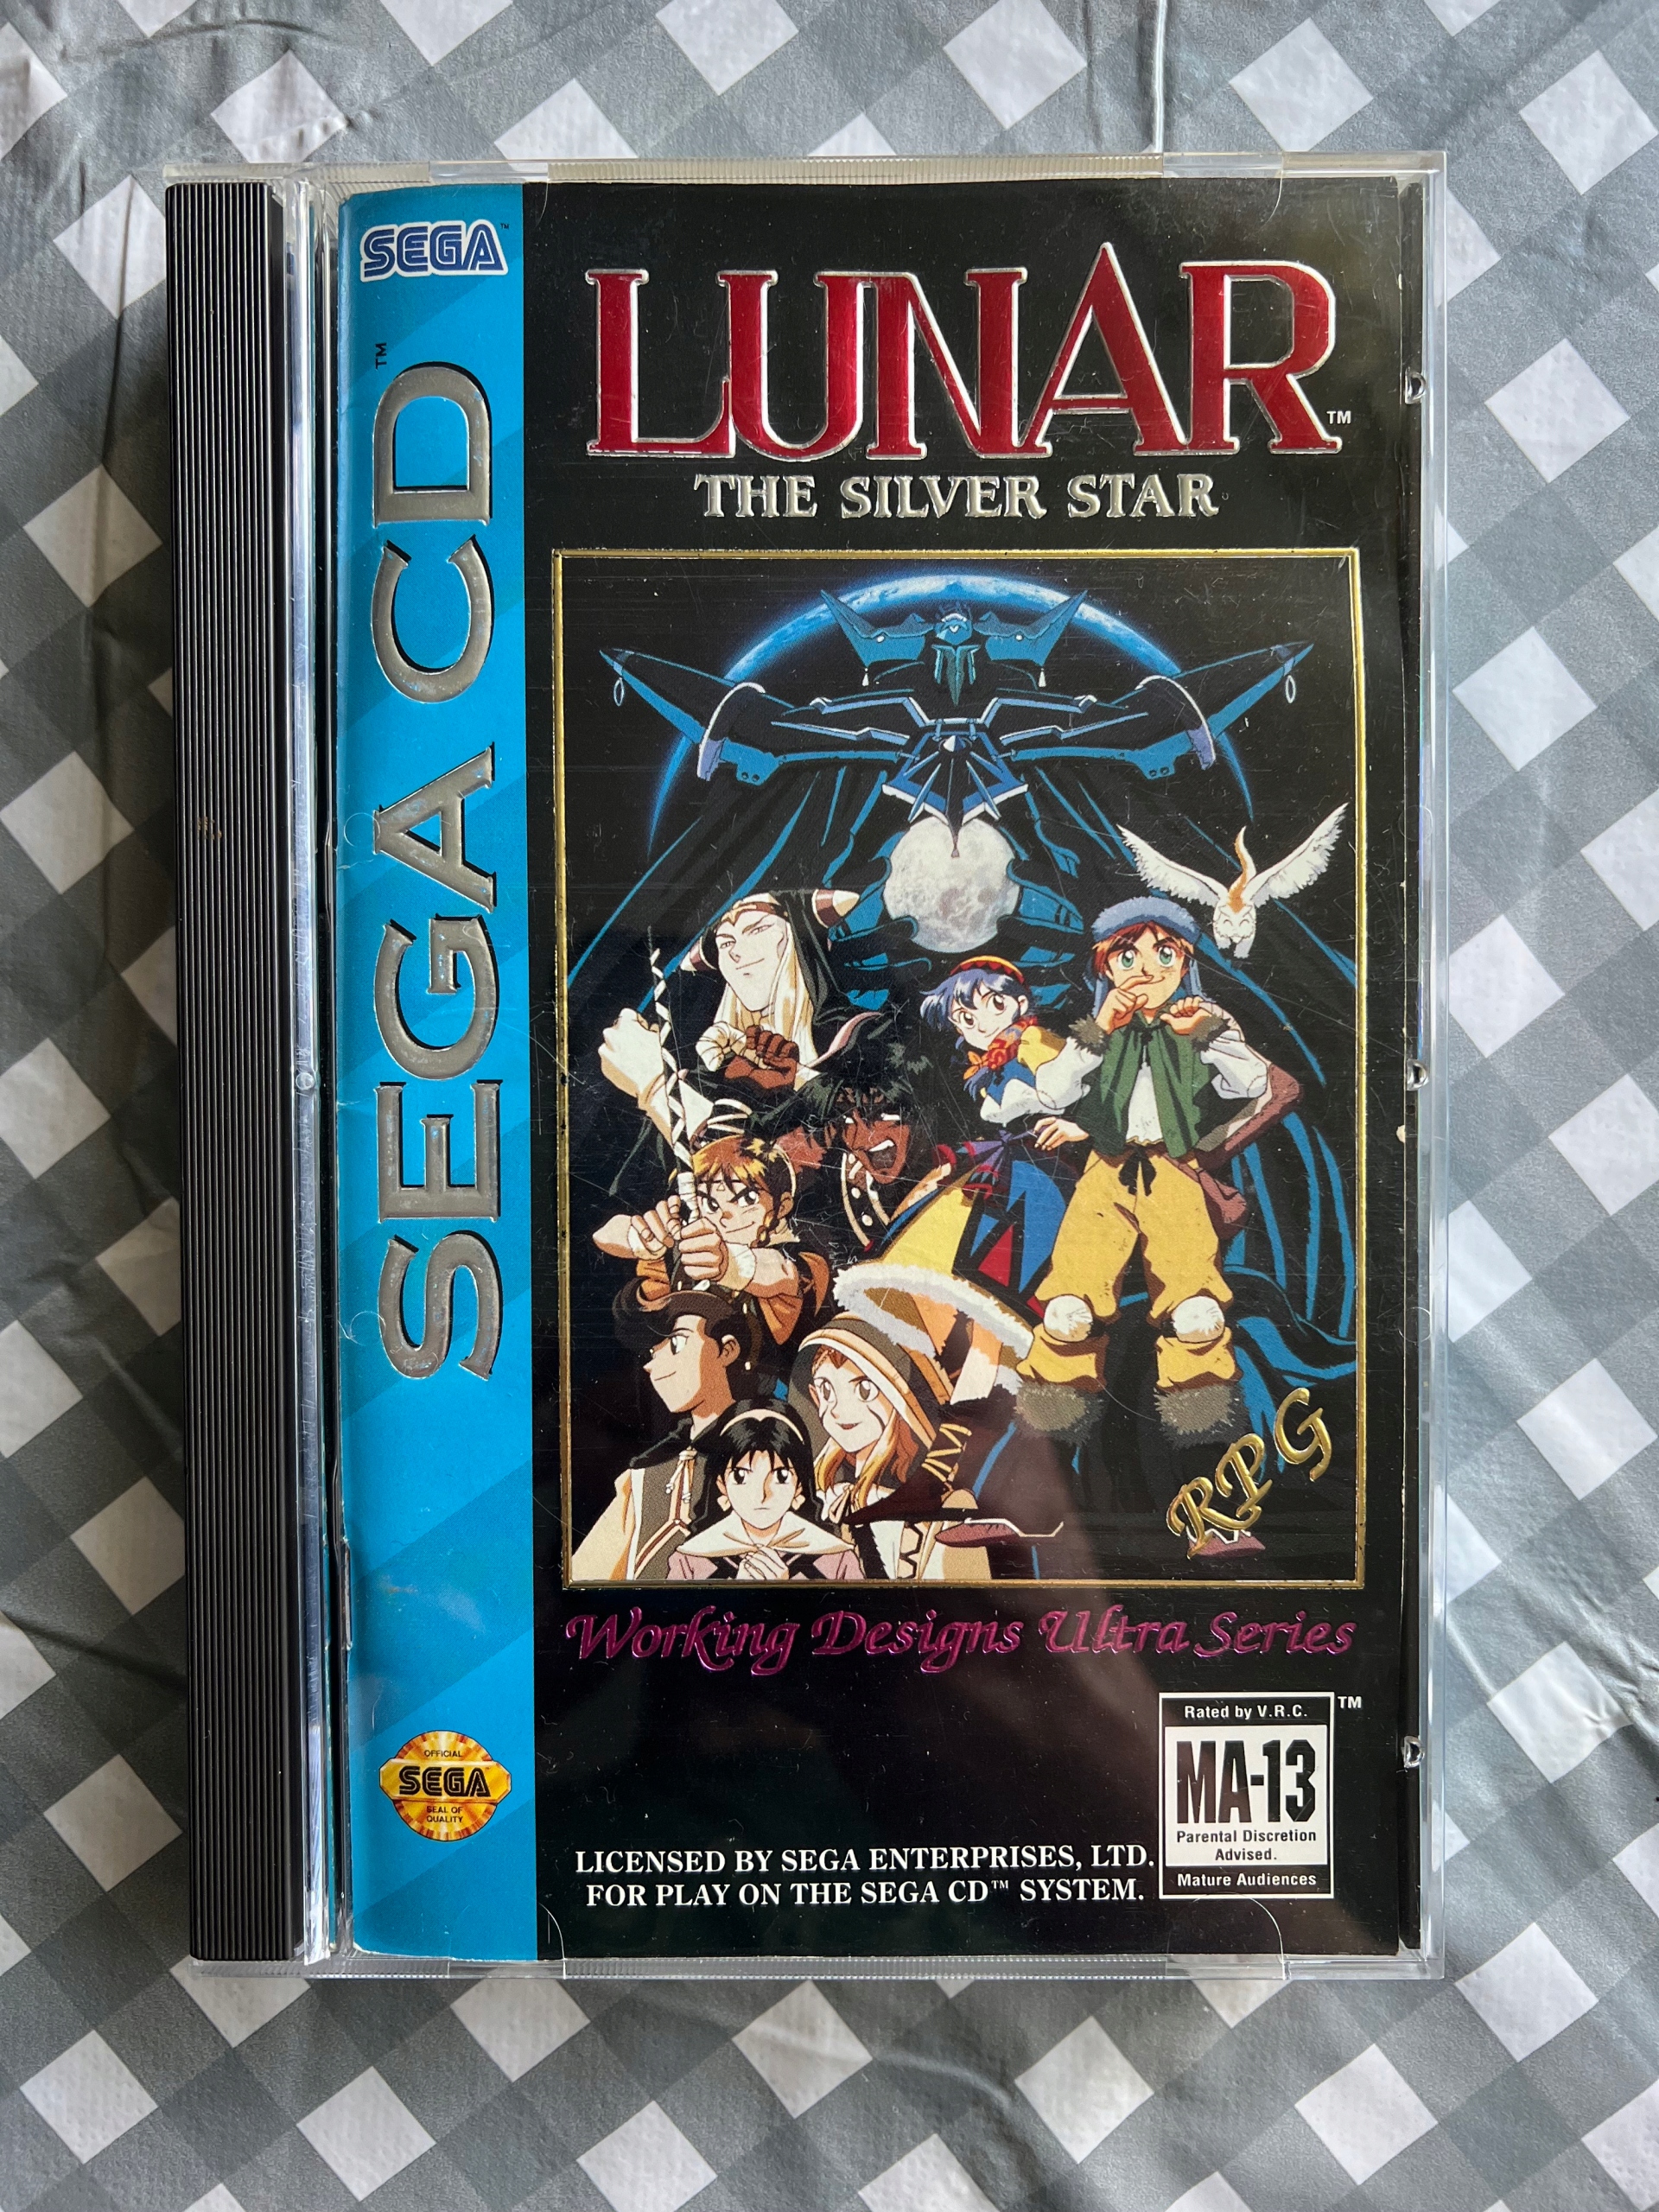 SEGA™
SEGA CD™
LUNAR™
THE SILVER STAR
RPG
Working Designs Ultra Series
OFFICIAL
SEGA
SEAL OF
QUALITY
LICENSED BY SEGA ENTERPRISES, LTD.
FOR PLAY ON THE SEGA CD™ SYSTEM.
Rated by V.R.C.™
MA-13
Parental Discretion
Advised.
Mature Audiences